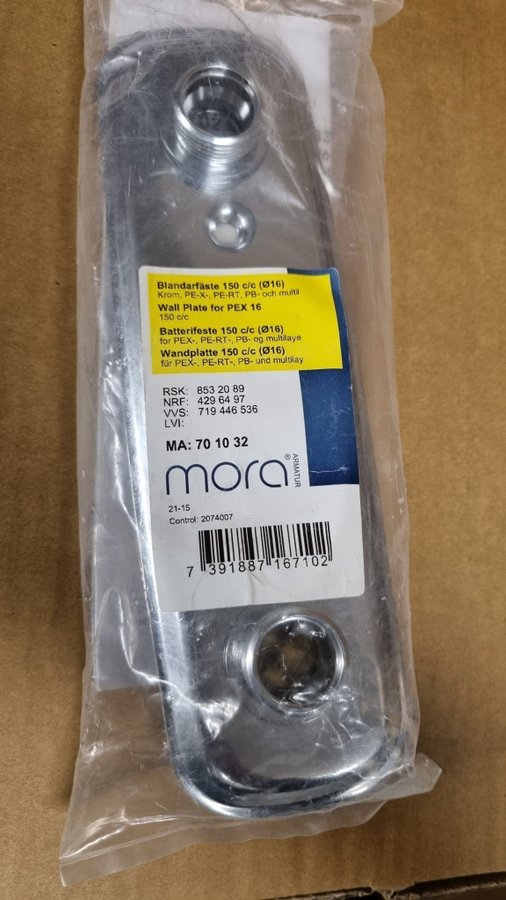 Blandarfäste 150 c/c (Ø16)
Krom, PE-X-, PE-RT, PB- och multil
Wall Plate for PEX 16
150 c/c
Batterifeste 150 c/c (Ø16)
for PEX-, PE-RT-, PB- og multilaye
Wandplatte 150 c/c (Ø16)
für PEX-, PE-RT-, PB- und multilay
RSK: 853 20 89
NRF: 429 64 97
VVS: 719 446 536
LVI:
MA: 70 10 32
mora ® ARMATUR
21-15
Control: 2074007
7 391887 167102